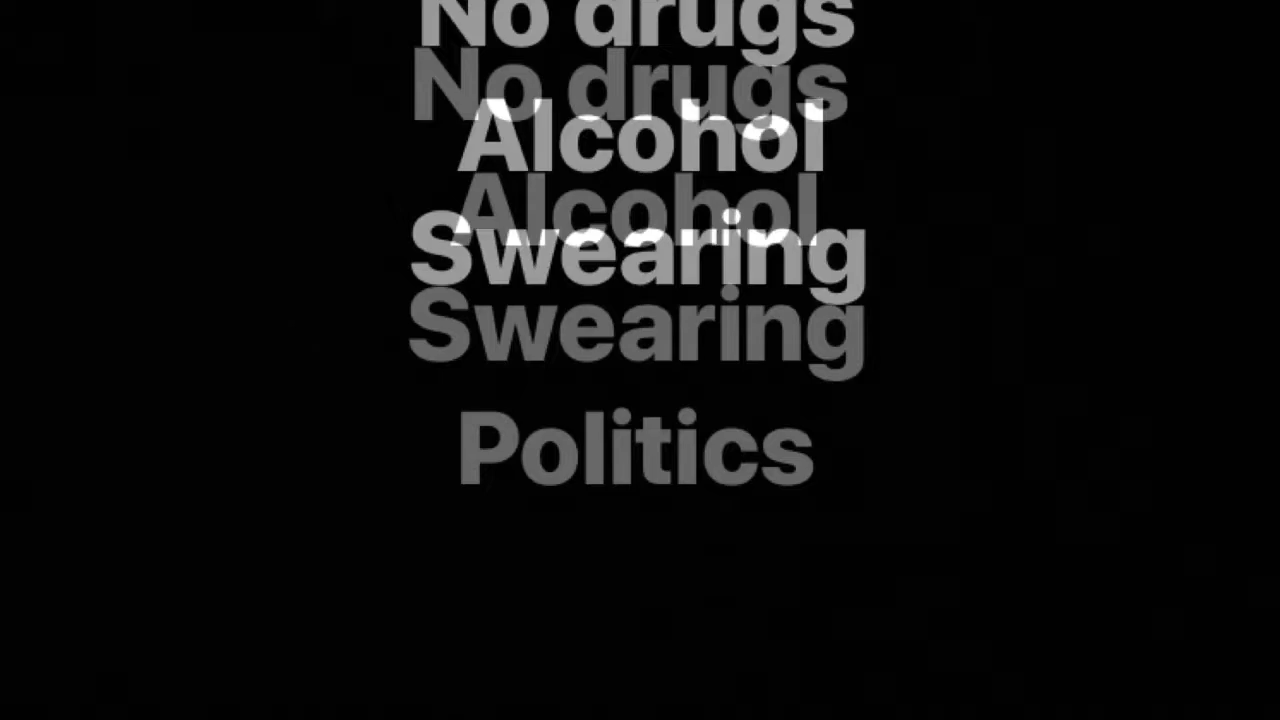 No drugs
No drugs
Alcohol
Alcohol
Swearing
Swearing
Politics